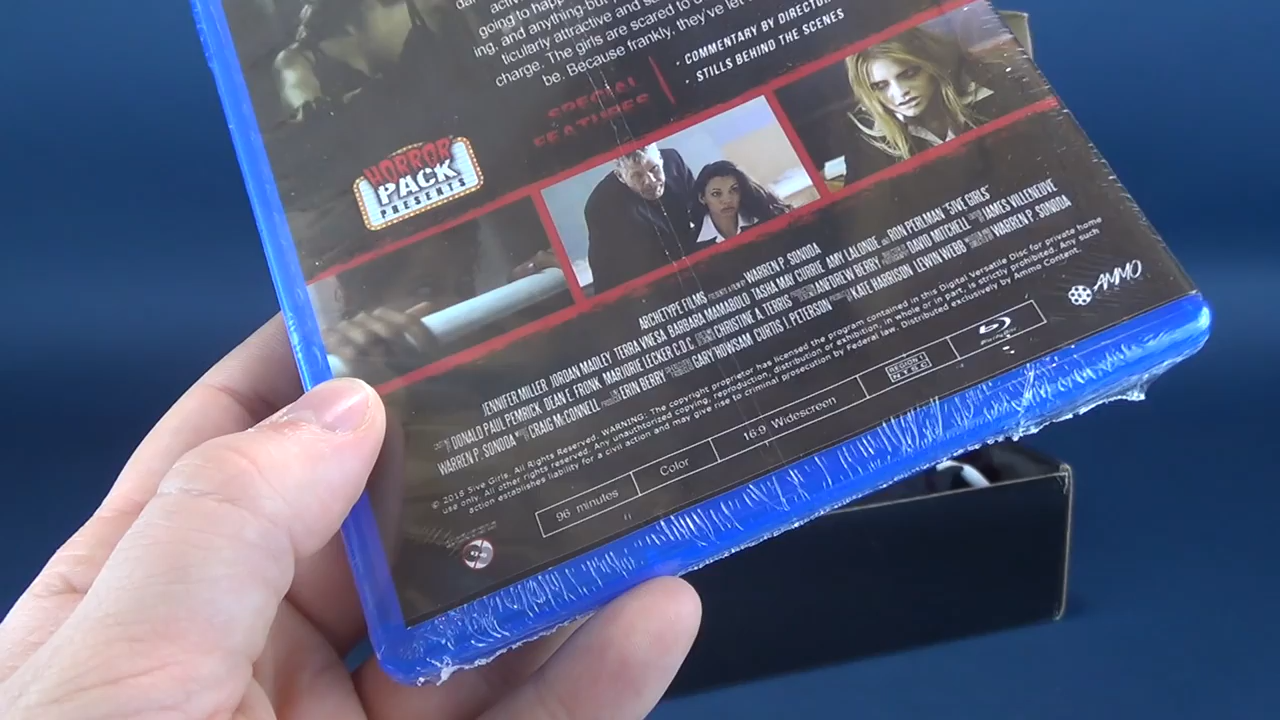 going to happ
ing, and anything-but
ticularly attractive and se
charge. The girls are scared to
be. Because frankly, they've let
SPECIAL
FEATURES
· COMMENTARY BY DIRECTOR
· STILLS BEHIND THE SCENES
HORROR
PACK
PRESENTS
ARCHETYPE FILMS WARREN P. SONODA
JENNIFER MILLER JORDAN MADLEY TERRA VNESA BARBARA MAMABOLO TASHA MAY CURRIE AMY LALONDE RON PERLMAN "5IVE GIRLS"
DONALD PAUL PEMRICK DEAN E. FRONK MARJORIE LECKER C.D.C. CHRISTINE A. TERRIS ANDREW BERRY DAVID MITCHELL JAMES VILLENEUVE
WARREN P. SONODA CRAIG McCONNELL ERIN BERRY GARY HOWSAM CURTIS J. PETERSON KATE HARRISON LEWIN WEBB WARREN P. SONODA
© 2018 5ive Girls. All Rights Reserved. WARNING: The copyright proprietor has licensed the program contained in this Digital Versatile Disc for private home
use only. All other rights reserved. Any unauthorized copying, reproduction, distribution or exhibition, in whole or in part, is strictly prohibited. Any such
action establishes liability for a civil action and may give rise to criminal prosecution by Federal law. Distributed exclusively by Ammo Content.
AMMO
96 minutes
Color
16:9 Widescreen
REGION 1
NTSC
Blu-ray Disc